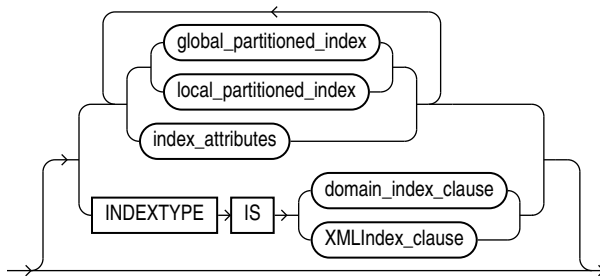 global_partitioned_index
local_partitioned_index
index_attributes
domain_index_clause
INDEXTYPE IS
XMLIndex_clause